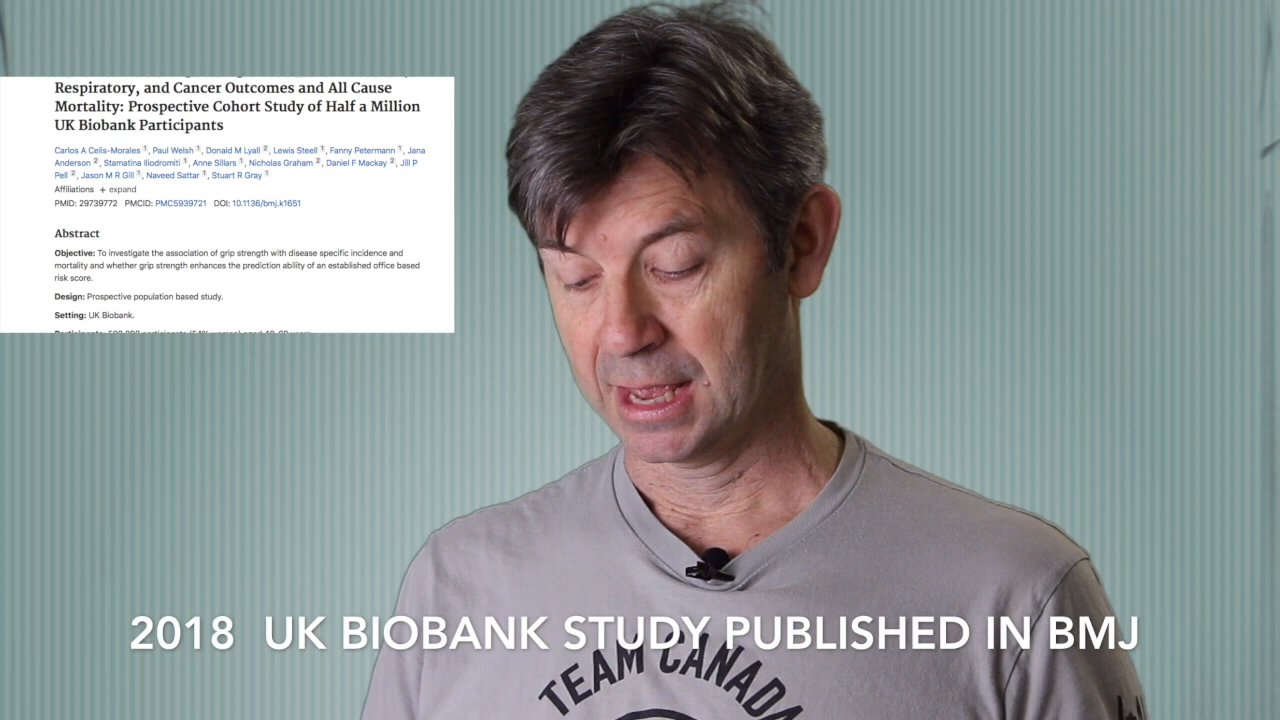 Respiratory, and Cancer Outcomes and All Cause
Mortality: Prospective Cohort Study of Half a Million
UK Biobank Participants
Carlos A Celis-Morales 1, Paul Welsh 1, Donald M Lyall 2, Lewis Steell 1, Fanny Petermann 1, Jana
Anderson 2, Stamatina Iliodromiti 1, Anne Sillars 1, Nicholas Graham 2, Daniel F Mackay 2, Jill P
Pell 2, Jason M R Gill 1, Naveed Sattar 1, Stuart R Gray 1
Affiliations + expand
PMID: 29739772 PMCID: PMC5939721 DOI: 10.1136/bmj.k1651
Abstract
Objective: To investigate the association of grip strength with disease specific incidence and
mortality and whether grip strength enhances the prediction ability of an established office based
risk score.
Design: Prospective population based study.
Setting: UK Biobank.
2018 UK BIOBANK STUDY PUBLISHED IN BMJ
TEAM CANADA